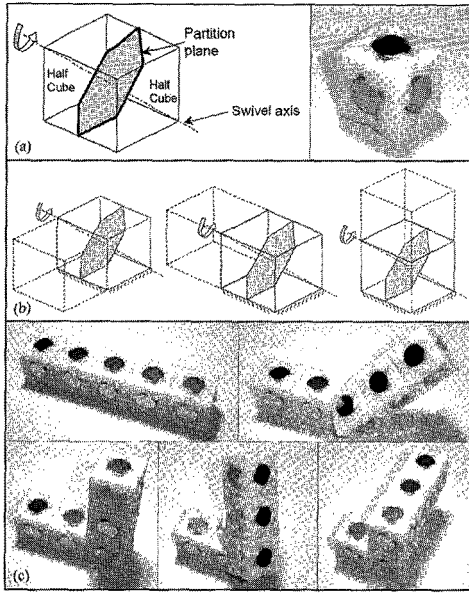 Partition
plane
Half
Cube
Half
Cube
Swivel axis
(a)
(b)
(c)